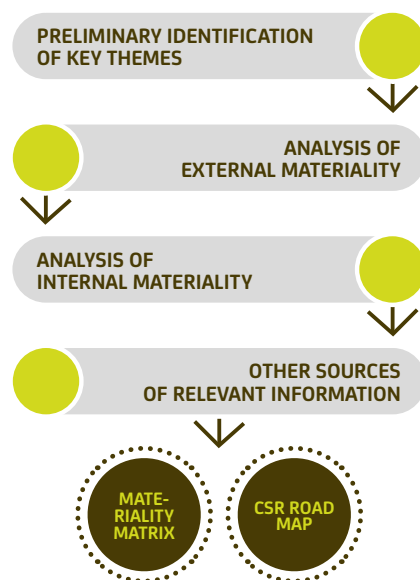 PRELIMINARY IDENTIFICATION
OF KEY THEMES
ANALYSIS OF
EXTERNAL MATERIALITY
ANALYSIS OF
INTERNAL MATERIALITY
OTHER SOURCES
OF RELEVANT INFORMATION
MATE-
RIALITY
MATRIX
CSR ROAD
MAP